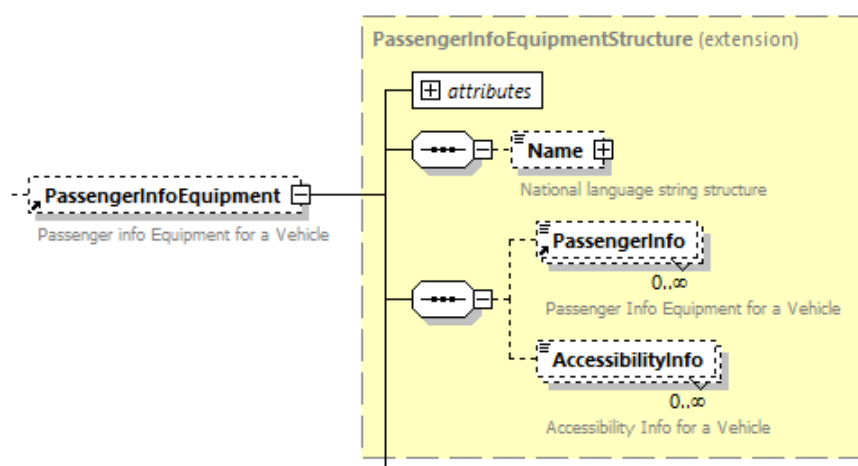 PassengerInfoEquipmentStructure (extension)
attributes
Name
National language string structure
PassengerInfoEquipment
Passenger info Equipment for a Vehicle
PassengerInfo
0..∞
Passenger Info Equipment for a Vehicle
AccessibilityInfo
0..∞
Accessibility Info for a Vehicle